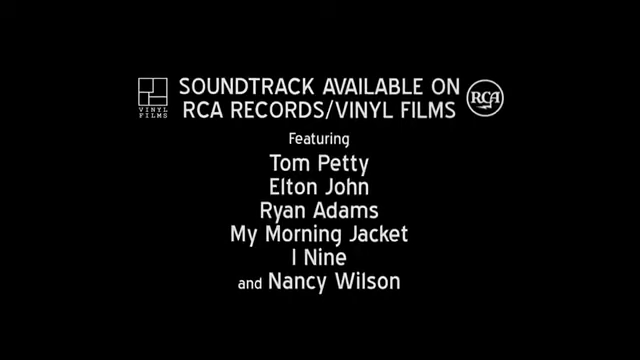 VINYL
FILMS
SOUNDTRACK AVAILABLE ON
RCA RECORDS/VINYL FILMS
RCA
Featuring
Tom Petty
Elton John
Ryan Adams
My Morning Jacket
I Nine
and Nancy Wilson